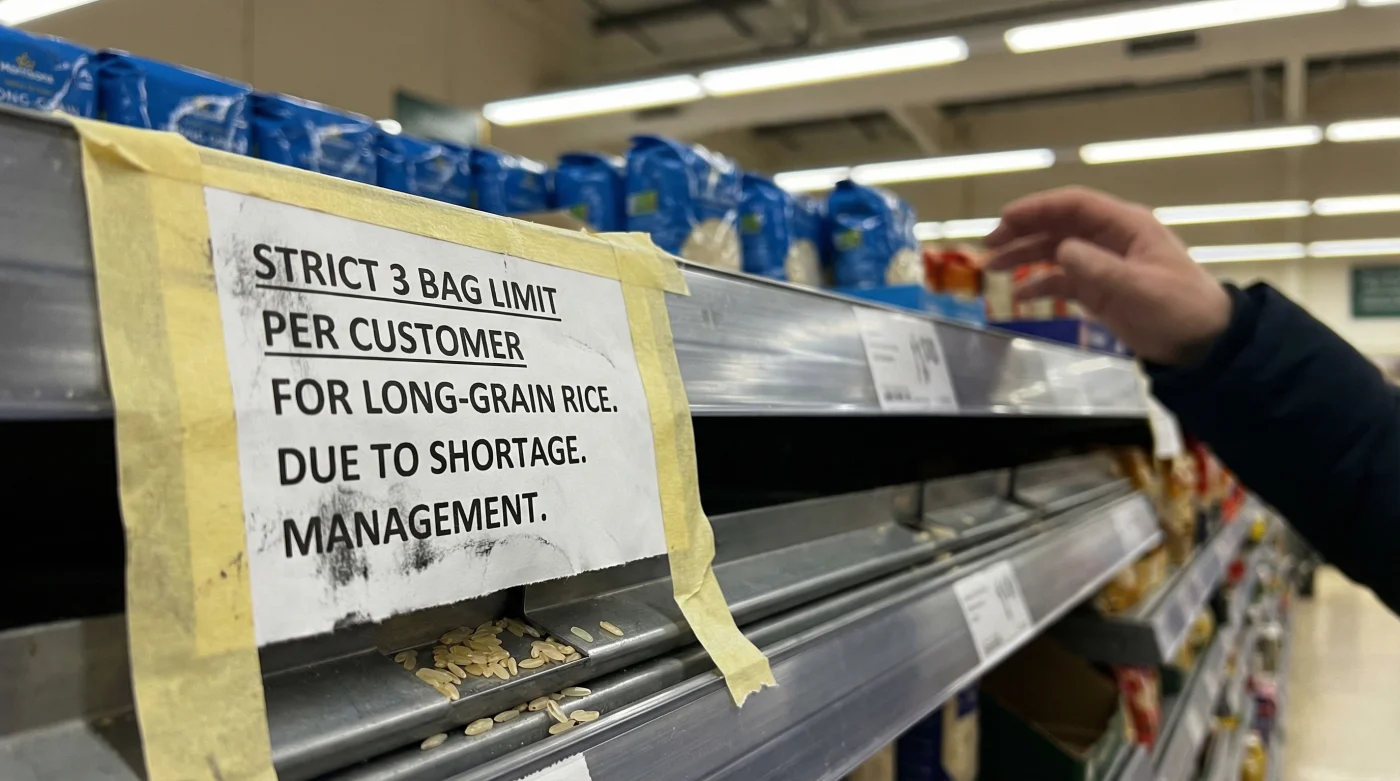 STRICT 3 BAG LIMIT
PER CUSTOMER
FOR LONG-GRAIN RICE.
DUE TO SHORTAGE.
MANAGEMENT.